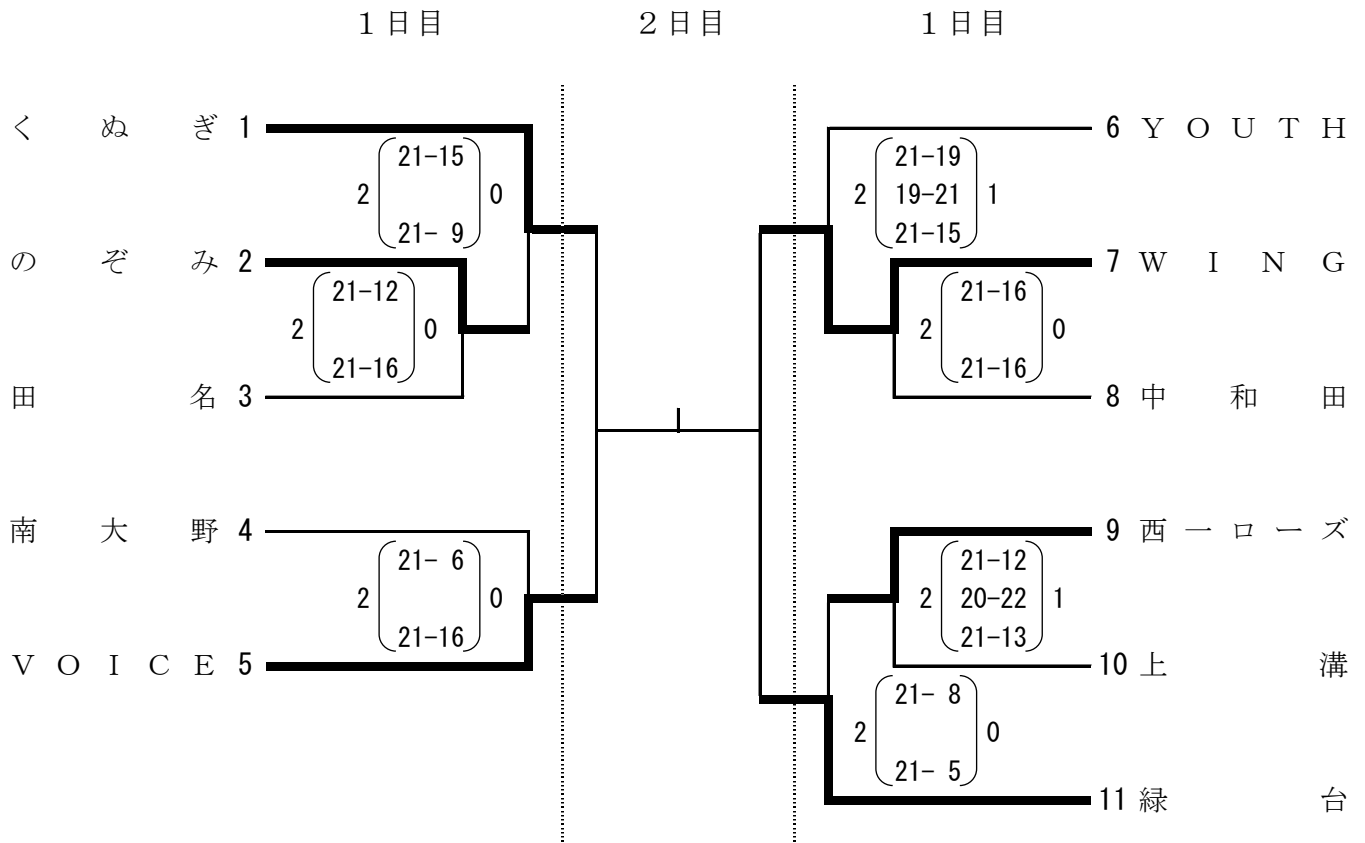 １日目 ２日目 １日目
くぬぎ 1 6 ＹＯＵＴＨ
21-15 21-19
2 0 2 19-21 1
21- 9 21-15
のぞみ 2 7 ＷＩＮＧ
21-12 21-16
2 0 2 0
21-16 21-16
田名 3 8 中和田
南大野 4 9 西一ローズ
21- 6 21-12
2 0 2 20-22 1
21-16 21-13
ＶＯＩＣＥ 5 10 上溝
21- 8
2 0
21- 5
11 緑台